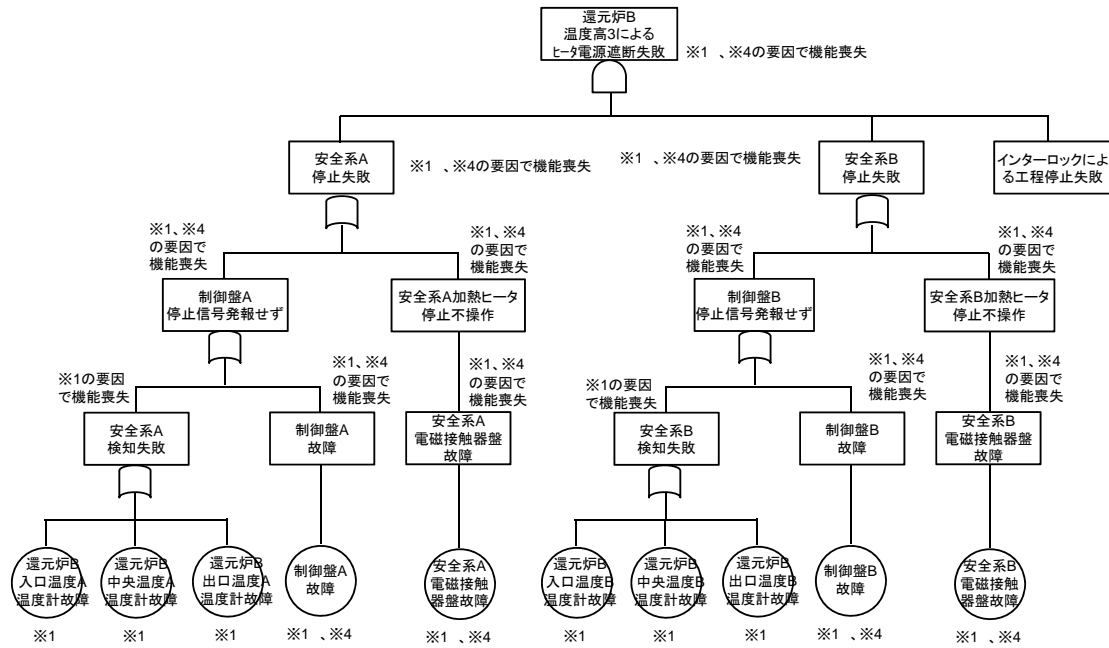 還元炉B
温度高3による
ヒータ電源遮断失敗
※1 、※4の要因で機能喪失
安全系A
停止失敗
※1 、※4の要因で機能喪失
※1 、※4の要因で機能喪失
安全系B
停止失敗
インターロックによ
る工程停止失敗
※1、※4
の要因で
機能喪失
※1、※4
の要因で
機能喪失
※1、※4
の要因で
機能喪失
※1、※4
の要因で
機能喪失
制御盤A
停止信号発報せず
安全系A加熱ヒータ
停止不操作
制御盤B
停止信号発報せず
安全系B加熱ヒータ
停止不操作
※1の要因
で機能喪失
※1、※4
の要因で
機能喪失
※1、※4
の要因で
機能喪失
※1の要因
で機能喪失
※1、※4
の要因で
機能喪失
※1、※4
の要因で
機能喪失
安全系A
検知失敗
制御盤A
故障
安全系A
電磁接触器盤
故障
安全系B
検知失敗
制御盤B
故障
安全系B
電磁接触器盤
故障
還元炉B
入口温度A
温度計故障
還元炉B
中央温度A
温度計故障
還元炉B
出口温度A
温度計故障
制御盤A
故障
安全系A
電磁接触
器盤故障
還元炉B
入口温度B
温度計故障
還元炉B
中央温度B
温度計故障
還元炉B
出口温度B
温度計故障
制御盤B
故障
安全系B
電磁接触
器盤故障
※1
※1
※1
※1 、※4
※1 、※4
※1
※1
※1
※1 、※4
※1 、※4